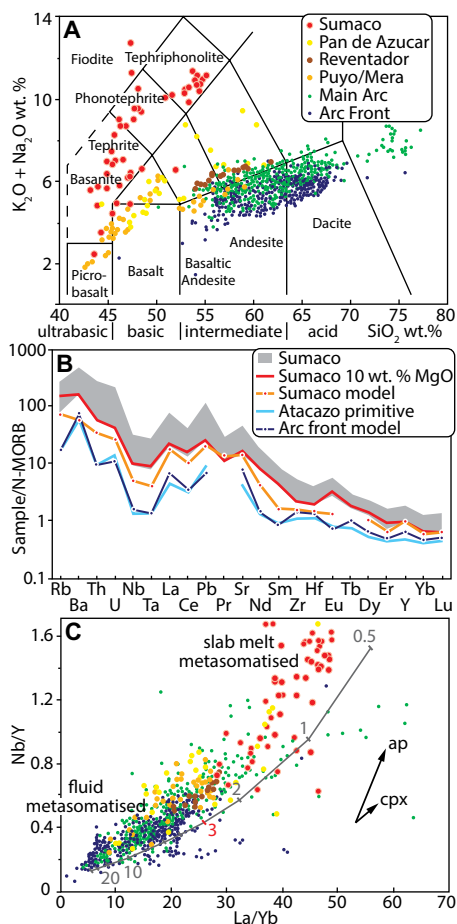 A
Sumaco
Pan de Azucar
Reventador
Puyo/Mera
Main Arc
Arc Front
K2O + Na2O wt. %
14
10
6
2
Fiodite
Tephriphonolite
Phonotephrite
Tephrite
Basanite
Picro-
basalt
Basalt
Basaltic
Andesite
Andesite
Dacite
40 45 50 55 60 65 70 75 80
ultrabasic basic intermediate acid SiO2 wt.%
B
Sumaco
Sumaco 10 wt. % MgO
Sumaco model
Atacazo primitive
Arc front model
Sample/N-MORB
1000
100
10
1
0.1
Rb Th Nb La Pb Sr Sm Hf Tb Er Yb
Ba U Ta Ce Pr Nd Zr Eu Dy Y Lu
C
slab melt
metasomatised
fluid
metasomatised
Nb/Y
1.6
1.2
0.8
0.4
0
0.5
1
2
3
10
20
ap
cpx
0 10 20 30 40 50 60 70
La/Yb